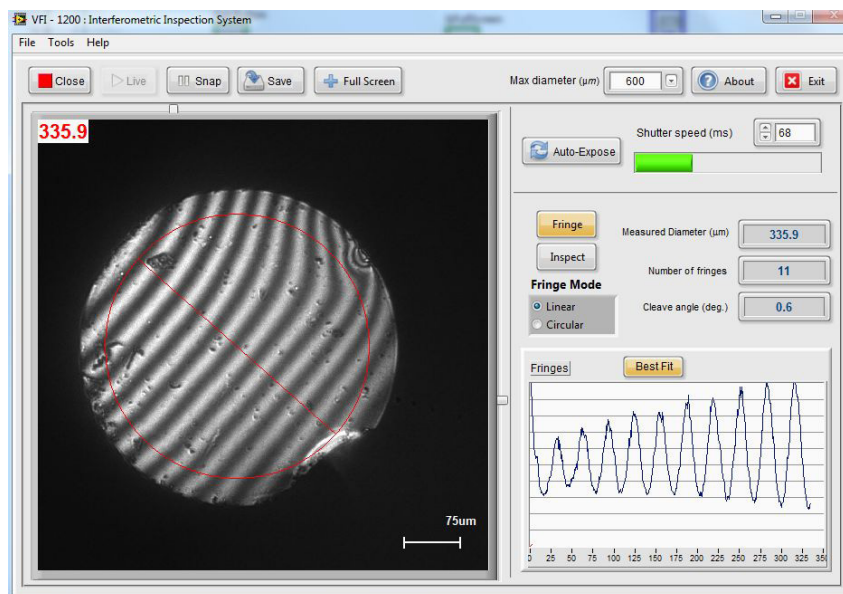 VFI - 1200 : Interferometric Inspection System
File Tools Help
Close Live Snap Save Full Screen Max diameter (µm) 600 About Exit
335.9
Auto-Expose
Shutter speed (ms)
68
Fringe
Inspect
Fringe Mode
Linear
Circular
Measured Diameter (µm) 335.9
Number of fringes 11
Cleave angle (deg.) 0.6
Fringes Best Fit
0 25 50 75 100 125 150 175 200 225 250 275 300 325 350
75um